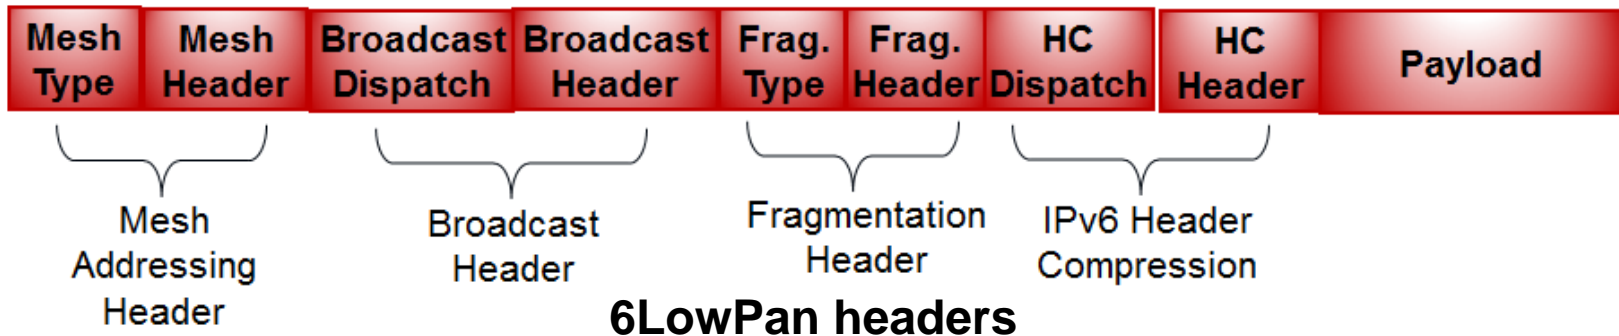 Mesh Type
Mesh Header
Broadcast Dispatch
Broadcast Header
Frag. Type
Frag. Header
HC Dispatch
HC Header
Payload
Mesh
Addressing
Header
Broadcast
Header
Fragmentation
Header
IPv6 Header
Compression
6LowPan headers